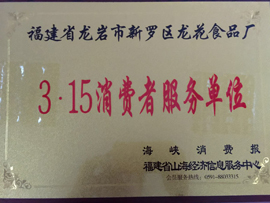 福建省龙岩市新罗区龙花食品厂
3·15消费者服务单位
海峡消费报
福建省山海经济信息服务中心